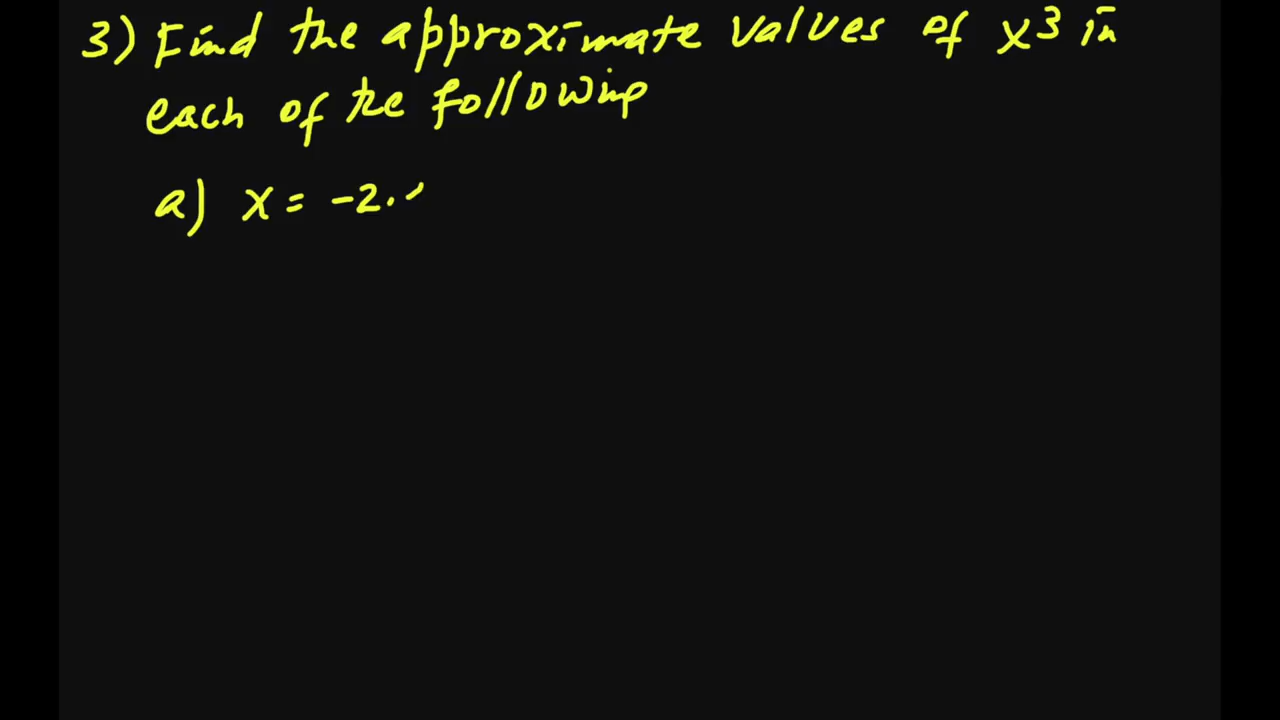 3) Find the approximate values of x³ in
each of the following
a) x = -2.